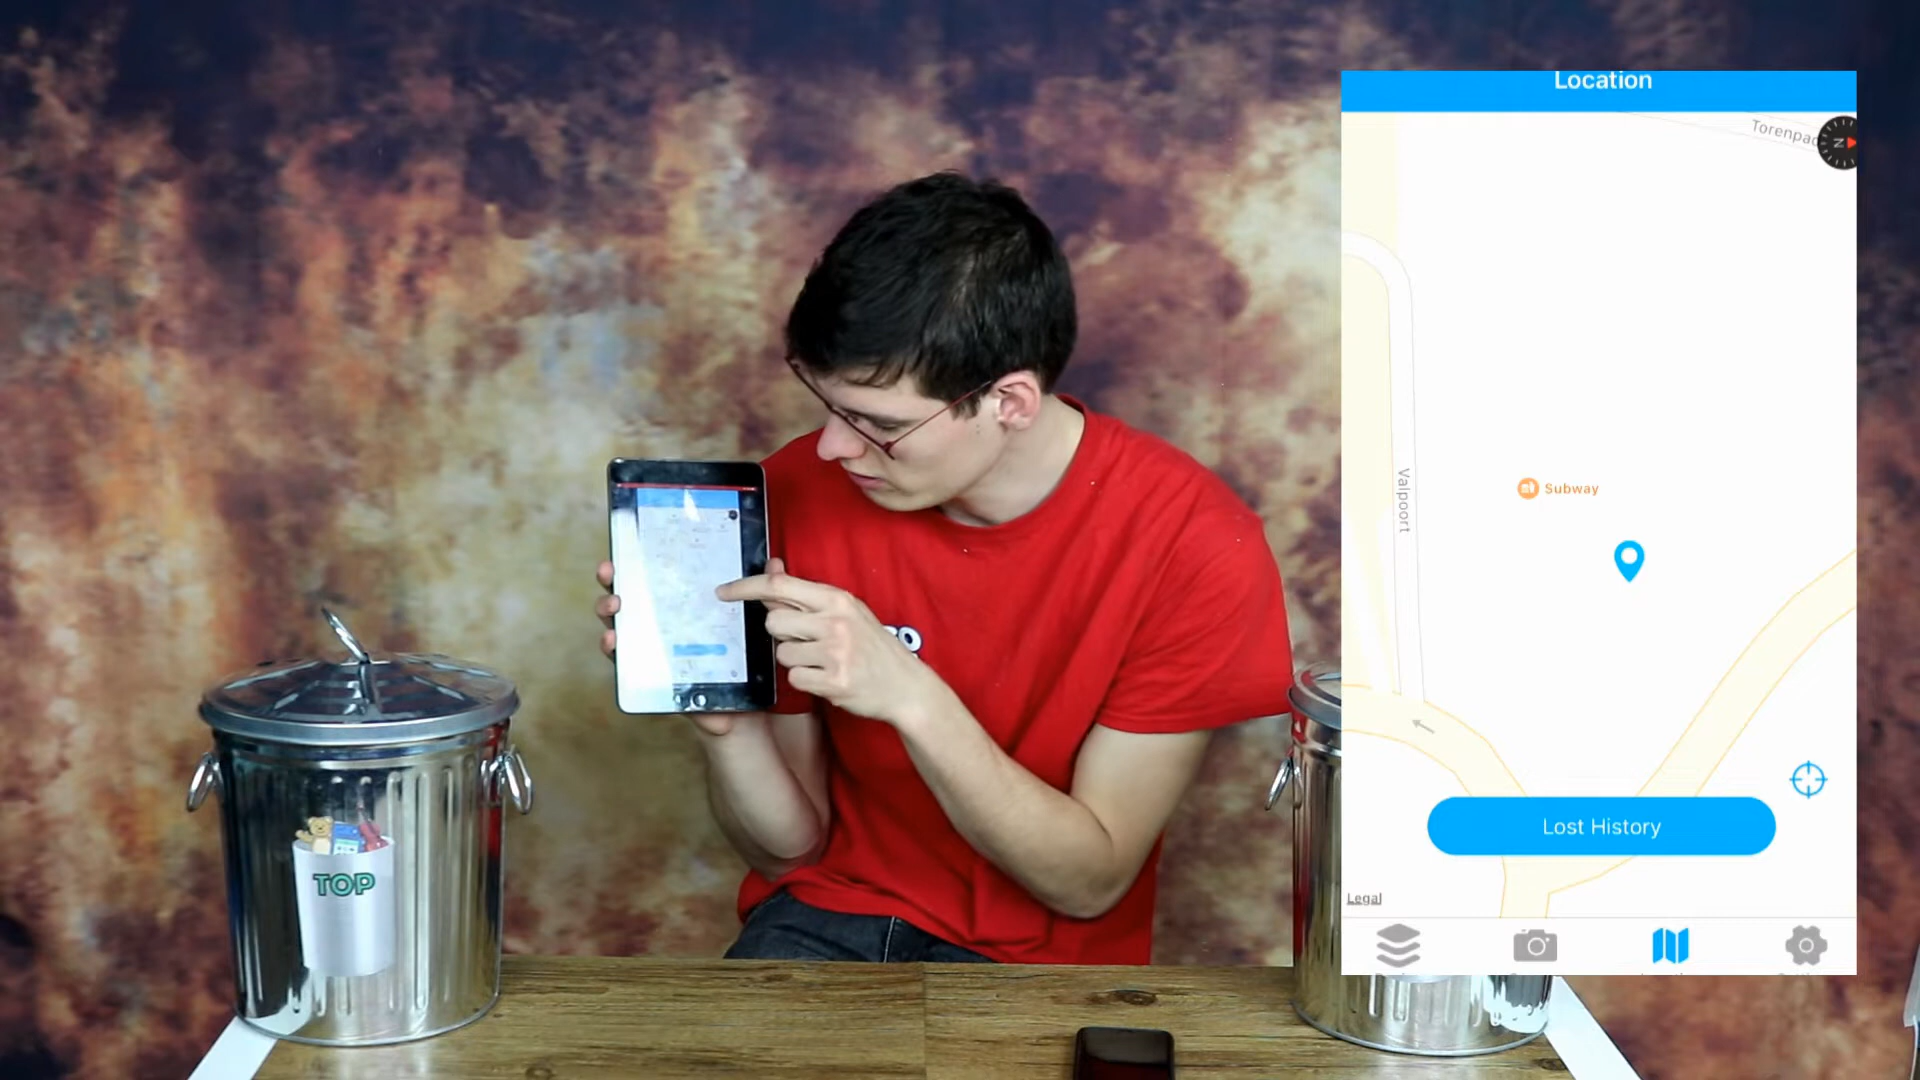 Location
Torenpad
Valpoort
Subway
N
Lost History
Legal
TOP